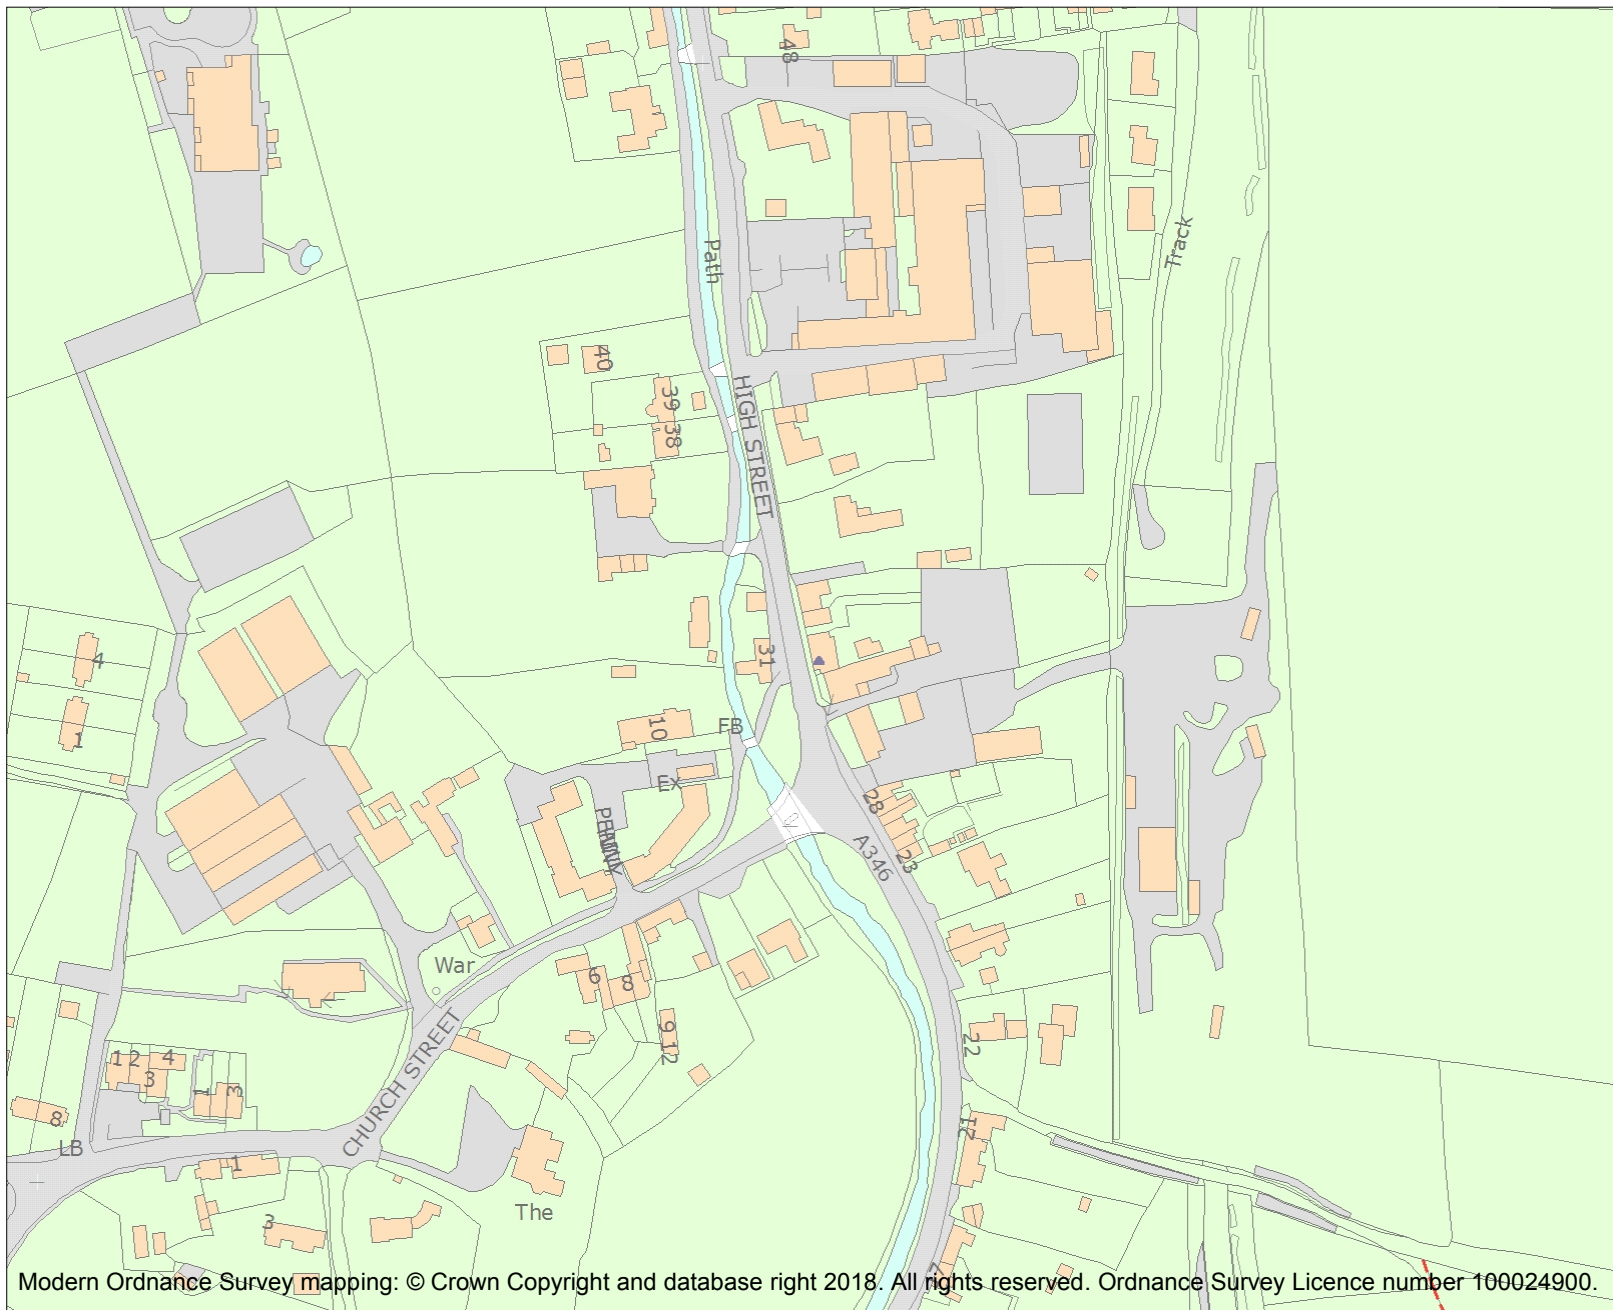 48
Path
Track
40
HIGH STREET
39
38
31
4
1
10
FB
EX
28
A346
23
War
6
8
9
12
22
CHURCH STREET
1 2
4
3
1
3
8
LB
21
1
3
The
Modern Ordnance Survey mapping: © Crown Copyright and database right 2018. All rights reserved. Ordnance Survey Licence number 100024900.